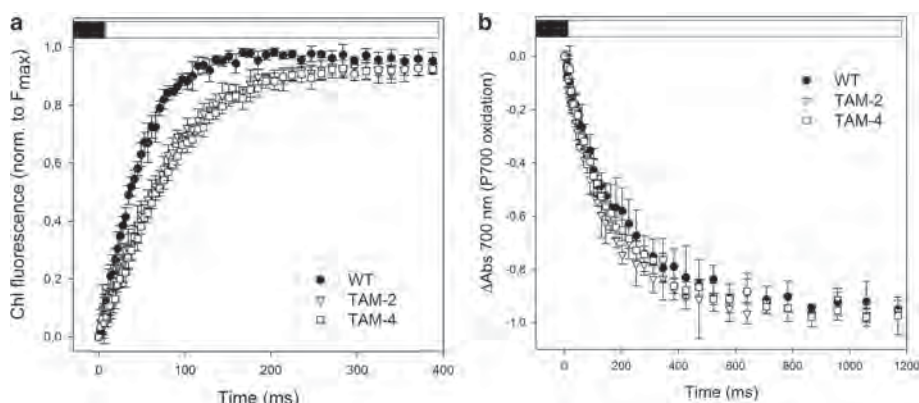 a
Chl fluorescence (norm. to Fmax)
1,0
0,8
0,6
0,4
0,2
0,0
WT
TAM-2
TAM-4
0 100 200 300 400
Time (ms)
b
ΔAbs 700 nm (P700 oxidation)
0,0
-0,2
-0,4
-0,6
-0,8
-1,0
WT
TAM-2
TAM-4
0 200 400 600 800 1000 1200
Time (ms)